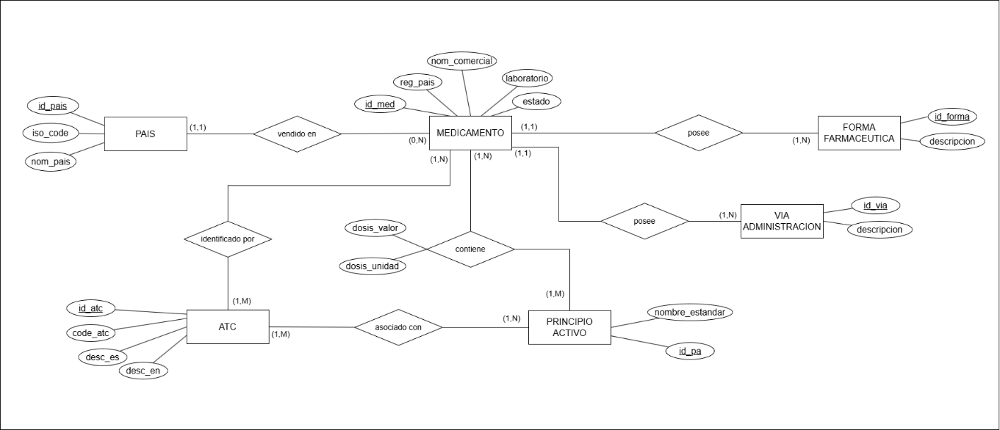 nom_comercial
reg_pais
laboratorio
id_med
estado
id_pais
iso_code
nom_pais
PAIS
(1,1)
vendido en
(0,N)
MEDICAMENTO
(1,1)
posee
(1,N)
FORMA
FARMACEUTICA
id_forma
descripcion
(1,N)
(1,N)
(1,1)
posee
(1,N)
VIA
ADMINISTRACION
id_via
descripcion
identificado por
dosis_valor
dosis_unidad
contiene
(1,M)
(1,M)
id_atc
code_atc
desc_es
desc_en
ATC
(1,M)
asociado con
(1,N)
PRINCIPIO
ACTIVO
nombre_estandar
id_pa